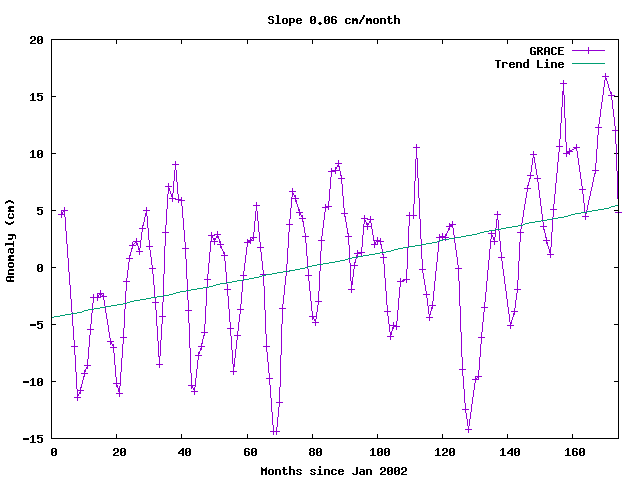 Slope 0.06 cm/month
GRACE
Trend Line
20
15
10
5
0
-5
-10
-15
Anomaly (cm)
0 20 40 60 80 100 120 140 160
Months since Jan 2002